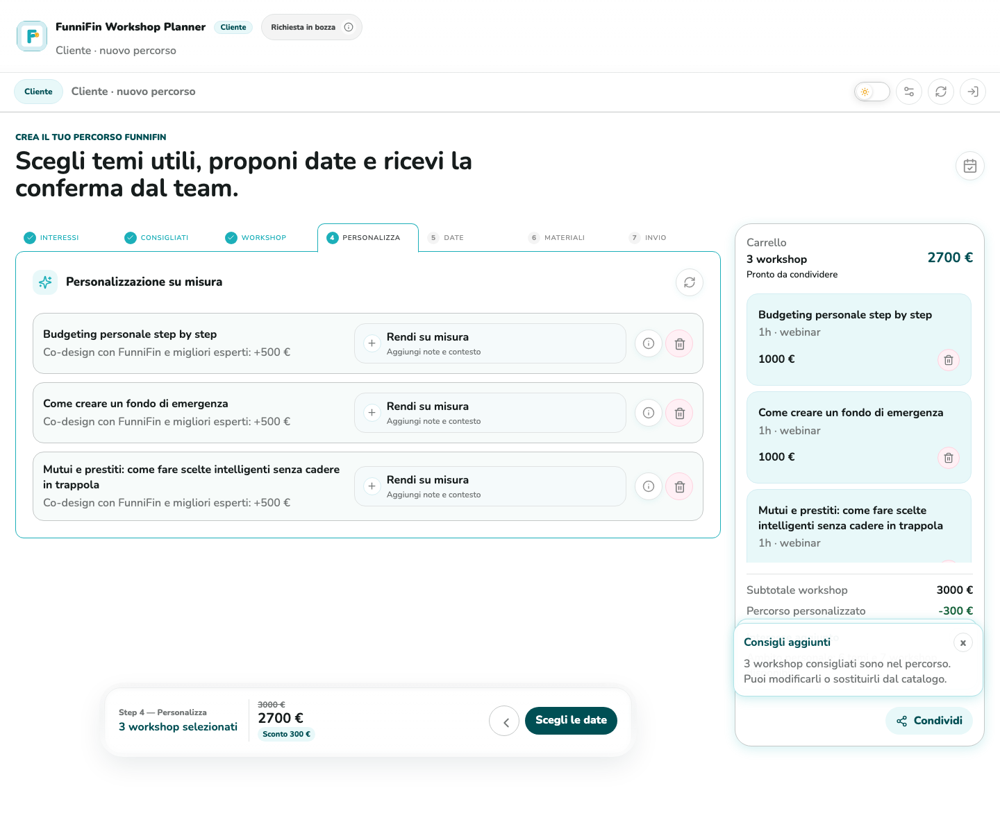 FunniFin Workshop Planner
Cliente
Richiesta in bozza
Cliente · nuovo percorso
Cliente
Cliente · nuovo percorso
CREA IL TUO PERCORSO FUNNIFIN
Scegli temi utili, proponi date e ricevi la
conferma dal team.
INTERESSI
CONSIGLIATI
WORKSHOP
4 PERSONALIZZA
5 DATE
6 MATERIALI
7 INVIO
Personalizzazione su misura
Budgeting personale step by step
Co-design con FunniFin e migliori esperti: +500 €
Rendi su misura
Aggiungi note e contesto
Come creare un fondo di emergenza
Co-design con FunniFin e migliori esperti: +500 €
Rendi su misura
Aggiungi note e contesto
Mutui e prestiti: come fare scelte intelligenti senza cadere
in trappola
Co-design con FunniFin e migliori esperti: +500 €
Rendi su misura
Aggiungi note e contesto
Carrello
3 workshop
Pronto da condividere
2700 €
Budgeting personale step by step
1h · webinar
1000 €
Come creare un fondo di emergenza
1h · webinar
1000 €
Mutui e prestiti: come fare scelte
intelligenti senza cadere in trappola
1h · webinar
Subtotale workshop 3000 €
Percorso personalizzato -300 €
Consigli aggiunti
x
3 workshop consigliati sono nel percorso.
Puoi modificarli o sostituirli dal catalogo.
Condividi
Step 4 — Personalizza
3 workshop selezionati
3000 €
2700 €
Sconto 300 €
Scegli le date